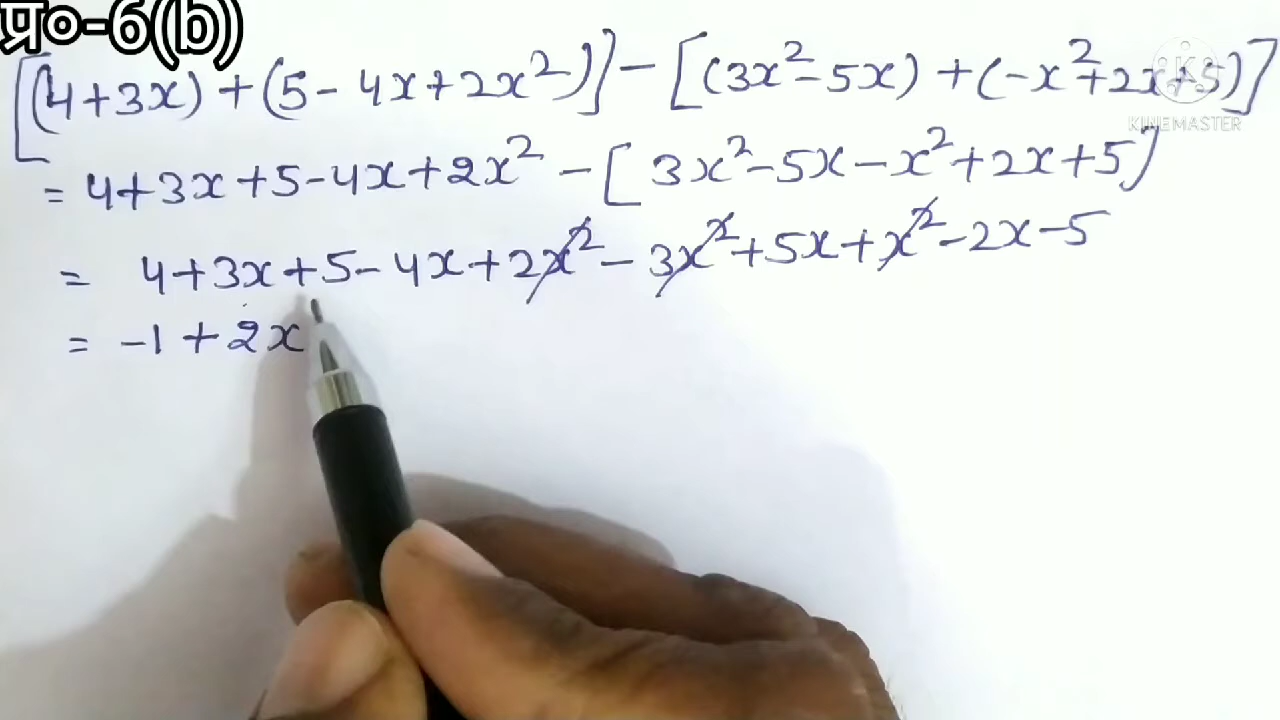 प्र०-6(b)
[(4+3x)+(5-4x+2x²)]-[(3x²-5x)+(-x²+2x+5)]
KINEMASTER
= 4+3x+5-4x+2x²-[3x²-5x-x²+2x+5]
= 4+3x+5-4x+2x²-3x²+5x+x²-2x-5
= -1+2x